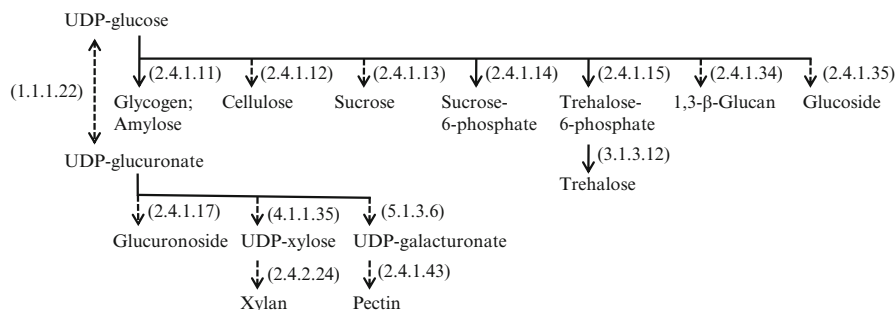 UDP-glucose
(2.4.1.11) (2.4.1.12) (2.4.1.13) (2.4.1.14) (2.4.1.15) (2.4.1.34) (2.4.1.35)
(1.1.1.22)
Glycogen; Cellulose Sucrose Sucrose- Trehalose- 1,3-β-Glucan Glucoside
Amylose 6-phosphate 6-phosphate
UDP-glucuronate (3.1.3.12)
Trehalose
(2.4.1.17) (4.1.1.35) (5.1.3.6)
Glucuronoside UDP-xylose UDP-galacturonate
(2.4.2.24) (2.4.1.43)
Xylan Pectin